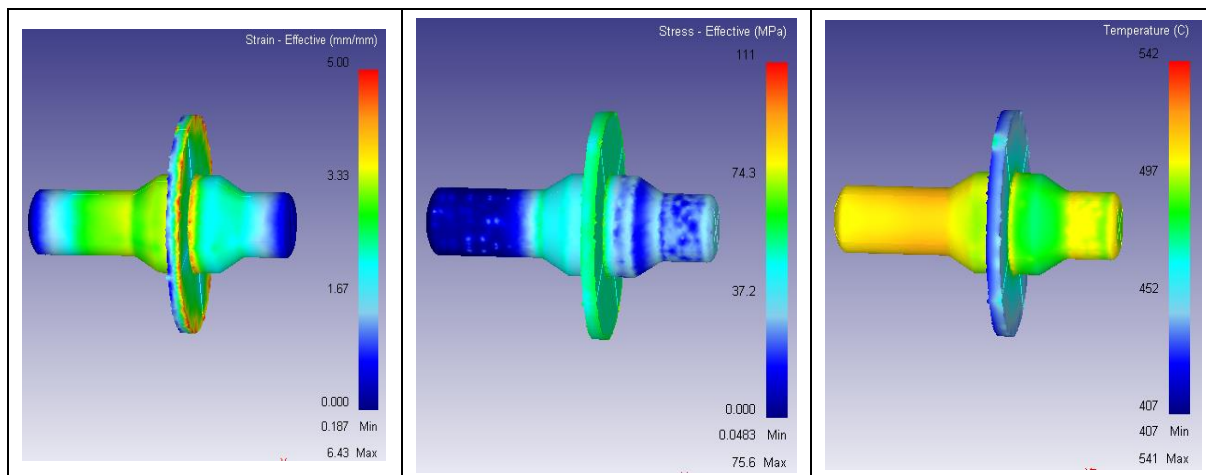 Strain - Effective (mm/mm)
5.00
3.33
1.67
0.000
0.187 Min
6.43 Max
Stress - Effective (MPa)
111
74.3
37.2
0.000
0.0483 Min
75.6 Max
Temperature (C)
542
497
452
407
407 Min
541 Max